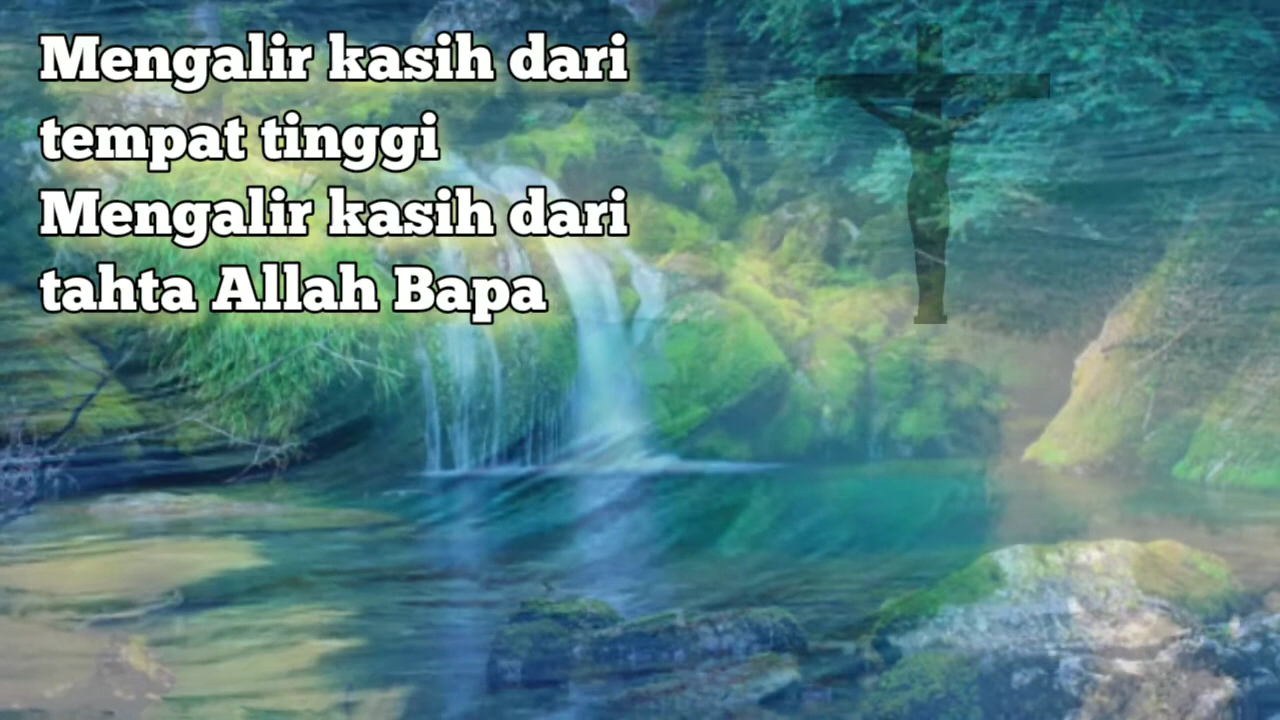 Mengalir kasih dari
tempat tinggi
Mengalir kasih dari
tahta Allah Bapa